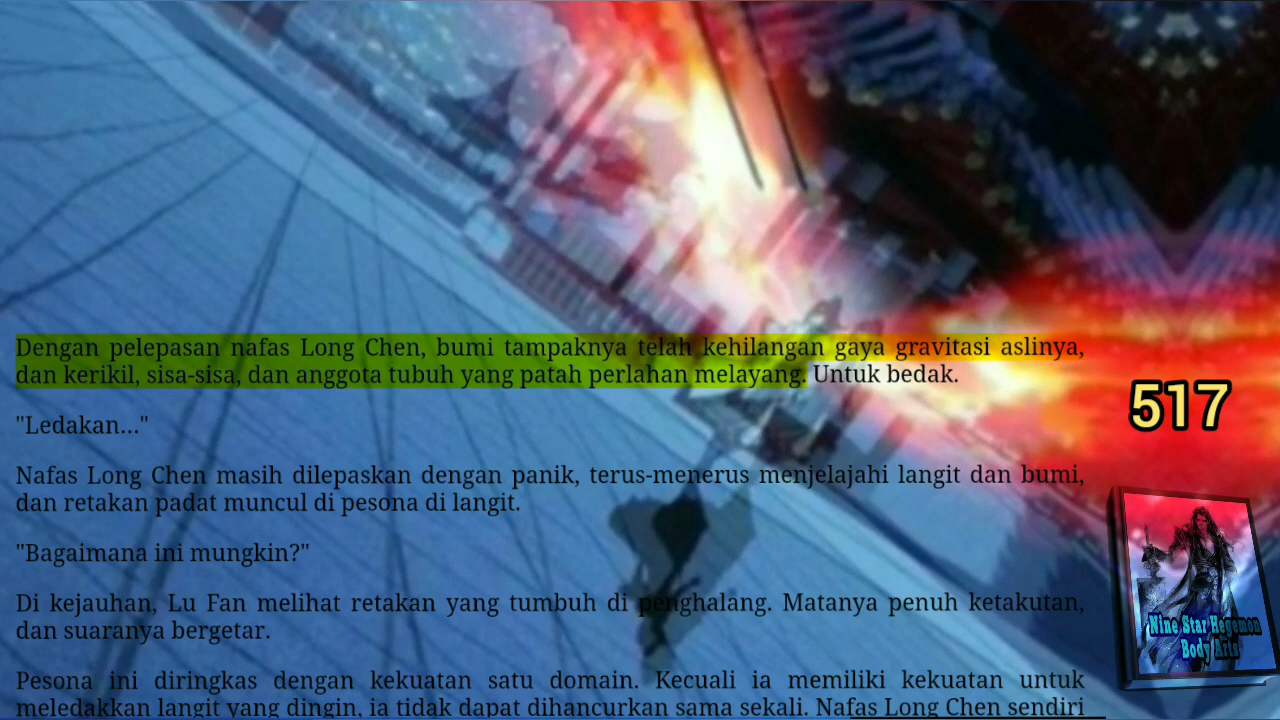 Dengan pelepasan nafas Long Chen, bumi tampaknya telah kehilangan gaya gravitasi aslinya,
dan kerikil, sisa-sisa, dan anggota tubuh yang patah perlahan melayang. Untuk bedak.
"Ledakan..."
Nafas Long Chen masih dilepaskan dengan panik, terus-menerus menjelajahi langit dan bumi,
dan retakan padat muncul di pesona di langit.
"Bagaimana ini mungkin?"
Di kejauhan, Lu Fan melihat retakan yang tumbuh di penghalang. Matanya penuh ketakutan,
dan suaranya bergetar.
Pesona ini diringkas dengan kekuatan satu domain. Kecuali ia memiliki kekuatan untuk
meledakkan langit yang dingin, ia tidak dapat dihancurkan sama sekali. Nafas Long Chen sendiri
517
Nine Star Hegemon
Body Arts